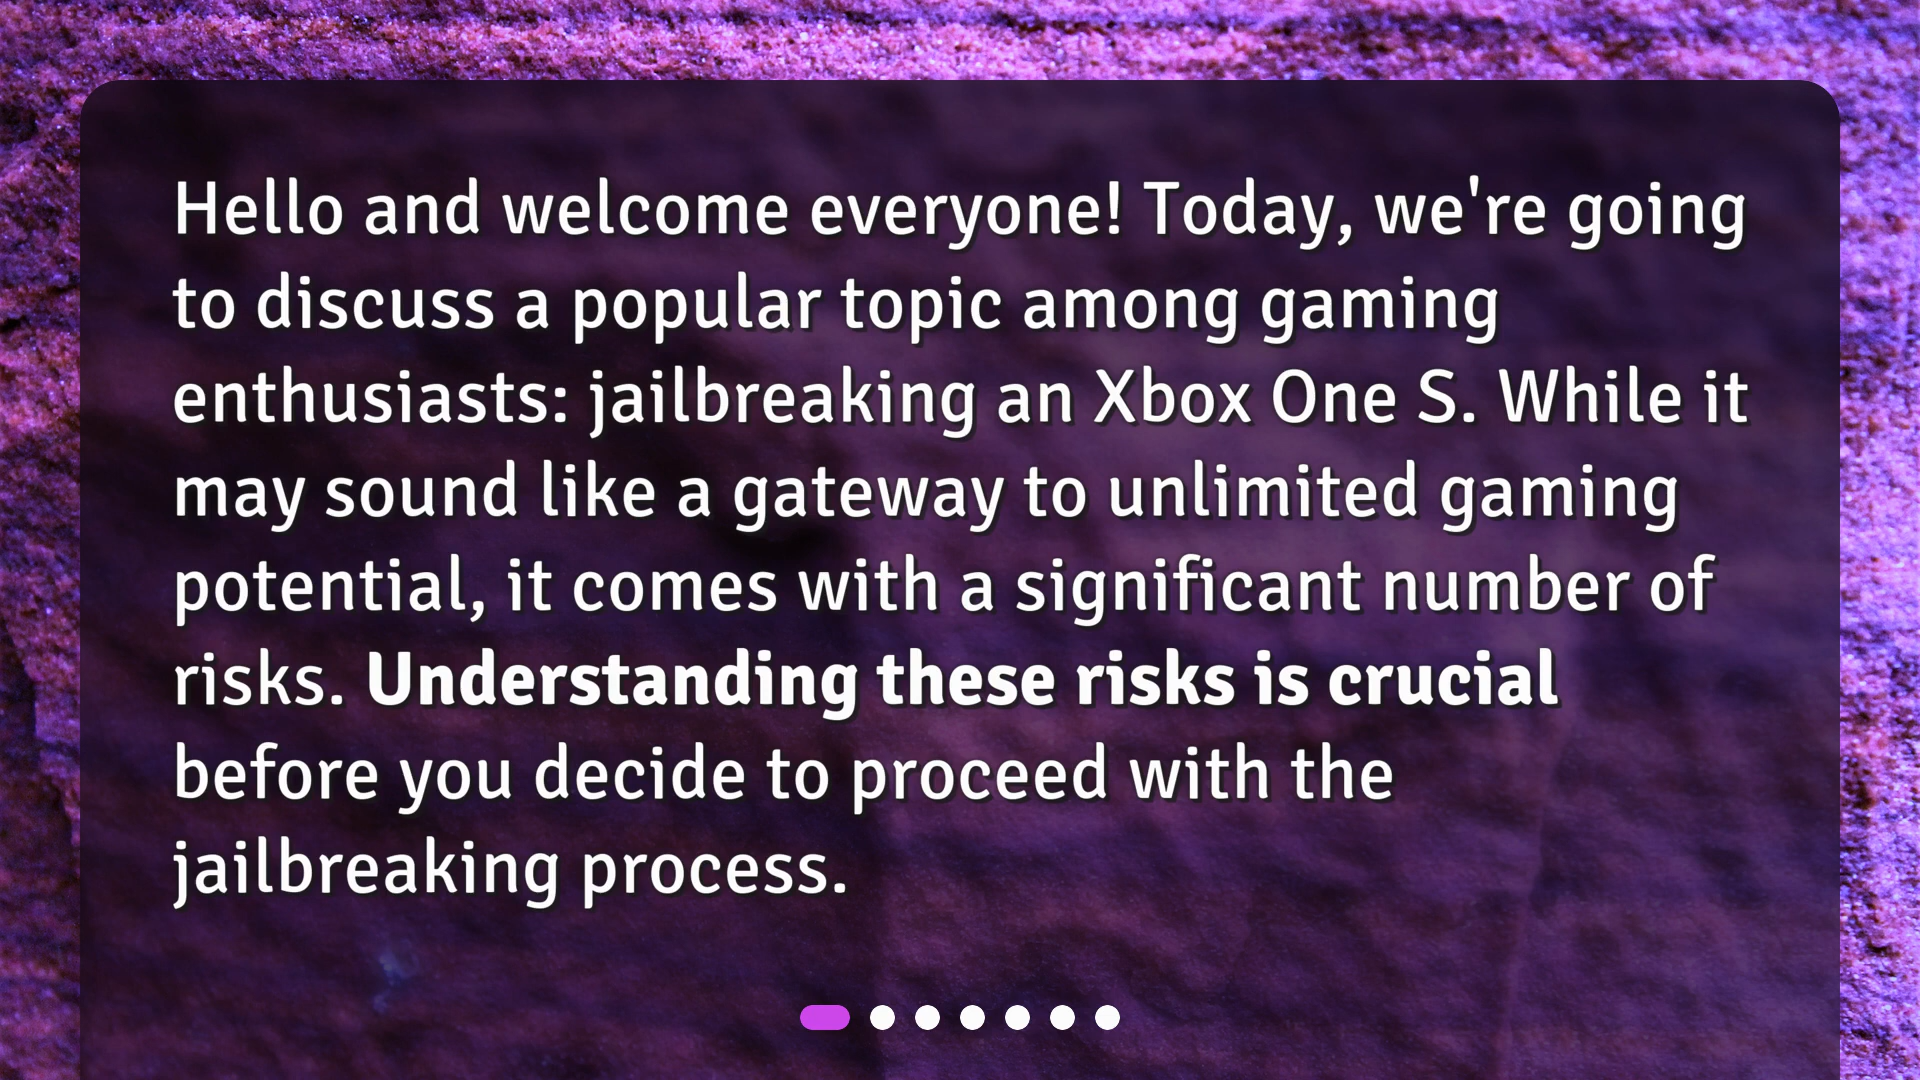 Hello and welcome everyone! Today, we're going
to discuss a popular topic among gaming
enthusiasts: jailbreaking an Xbox One S. While it
may sound like a gateway to unlimited gaming
potential, it comes with a significant number of
risks. Understanding these risks is crucial
before you decide to proceed with the
jailbreaking process.